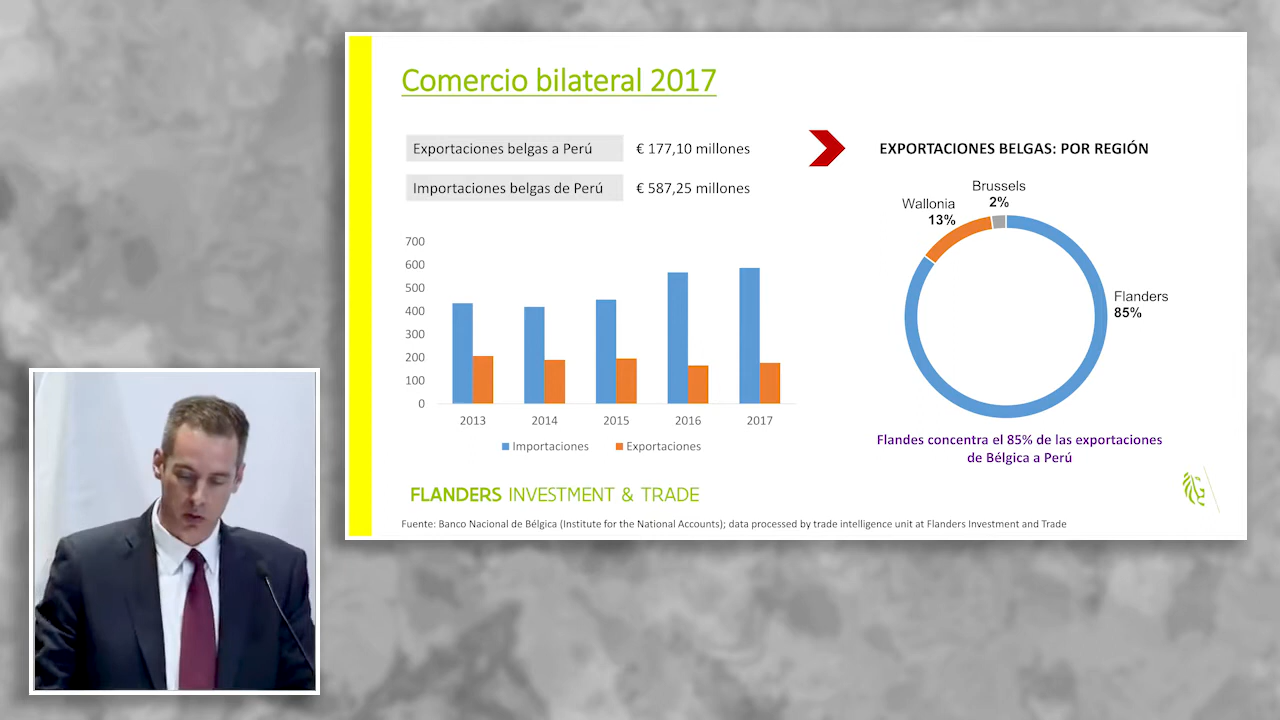 Comercio bilateral 2017
Exportaciones belgas a Perú
€ 177,10 millones
Importaciones belgas de Perú
€ 587,25 millones
700
600
500
400
300
200
100
0
2013
2014
2015
2016
2017
Importaciones
Exportaciones
EXPORTACIONES BELGAS: POR REGIÓN
Brussels
2%
Wallonia
13%
Flanders
85%
Flandes concentra el 85% de las exportaciones
de Bélgica a Perú
FLANDERS INVESTMENT & TRADE
Fuente: Banco Nacional de Bélgica (Institute for the National Accounts); data processed by trade intelligence unit at Flanders Investment and Trade